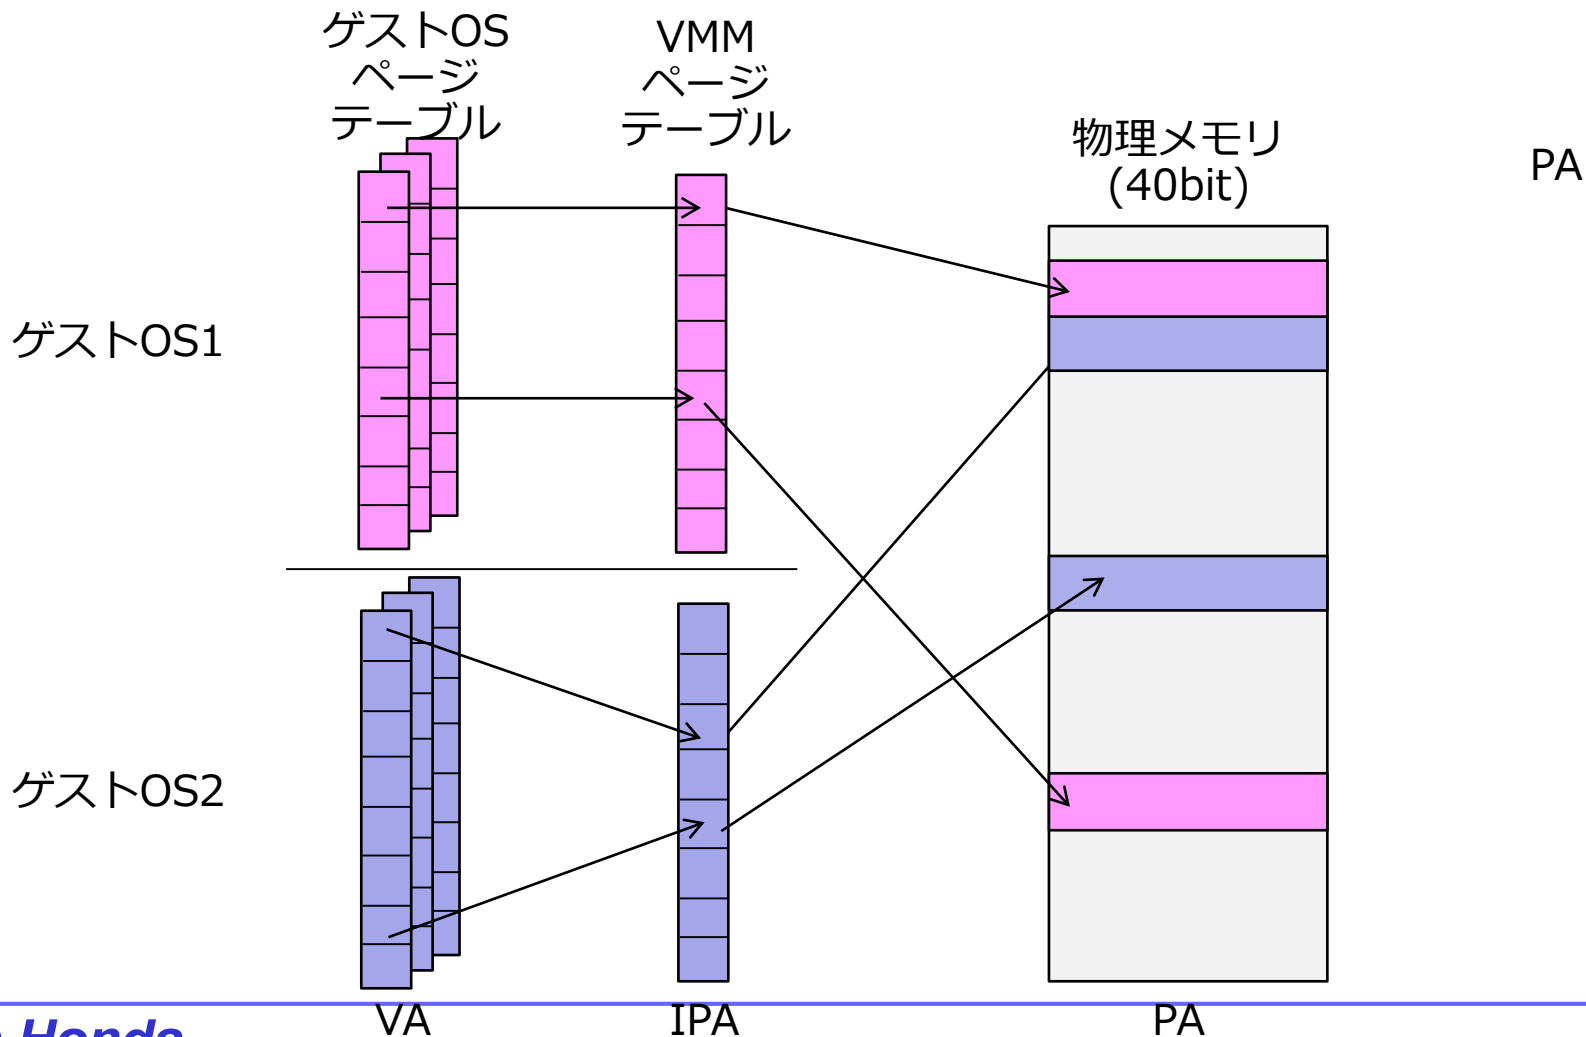 ゲストOS
ページ
テーブル
VMM
ページ
テーブル
物理メモリ
(40bit)
PA
ゲストOS1
ゲストOS2
VA
IPA
PA